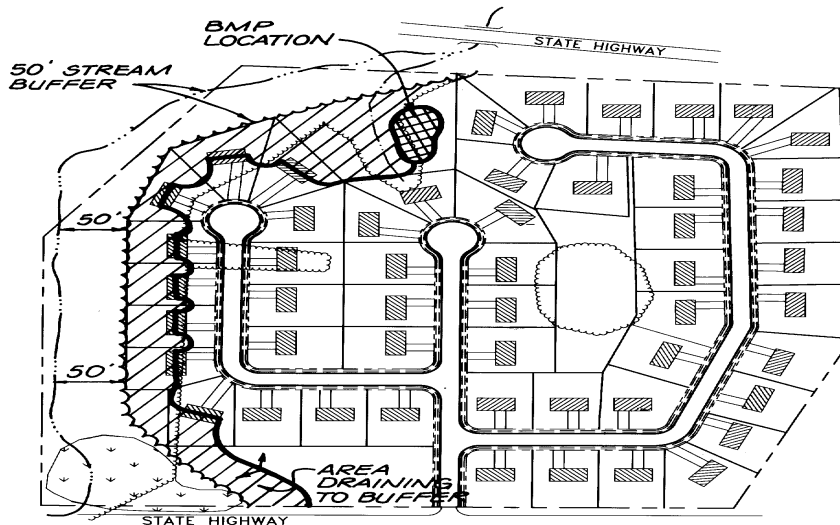 BMP
LOCATION
STATE HIGHWAY
50' STREAM
BUFFER
50'
50'
AREA
DRAINING
TO BUFFER
STATE HIGHWAY